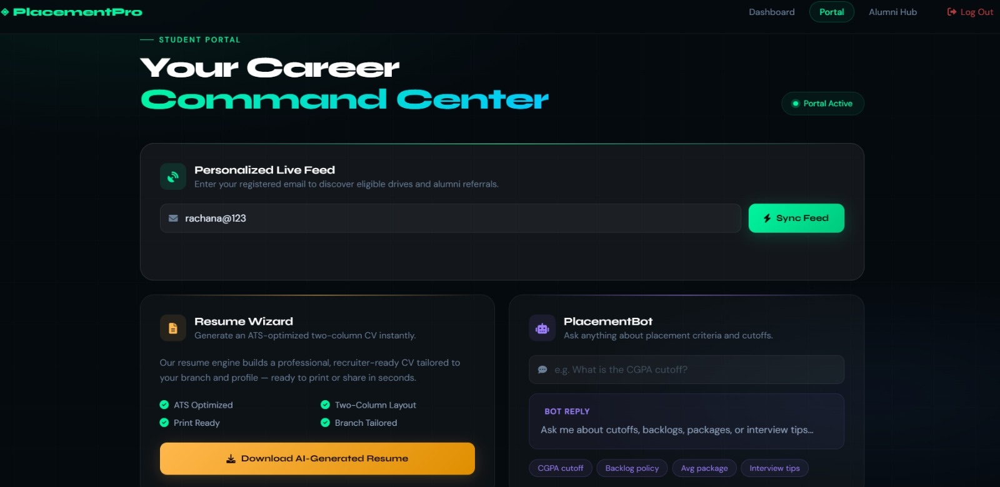 PlacementPro
Dashboard
Portal
Alumni Hub
Log Out
STUDENT PORTAL
Your Career
Command Center
Portal Active
Personalized Live Feed
Enter your registered email to discover eligible drives and alumni referrals.
rachana@123
Sync Feed
Resume Wizard
Generate an ATS-optimized two-column CV instantly.
Our resume engine builds a professional, recruiter-ready CV tailored to
your branch and profile — ready to print or share in seconds.
ATS Optimized
Two-Column Layout
Print Ready
Branch Tailored
Download AI-Generated Resume
PlacementBot
Ask anything about placement criteria and cutoffs.
e.g. What is the CGPA cutoff?
BOT REPLY
Ask me about cutoffs, backlogs, packages, or interview tips...
CGPA cutoff
Backlog policy
Avg package
Interview tips